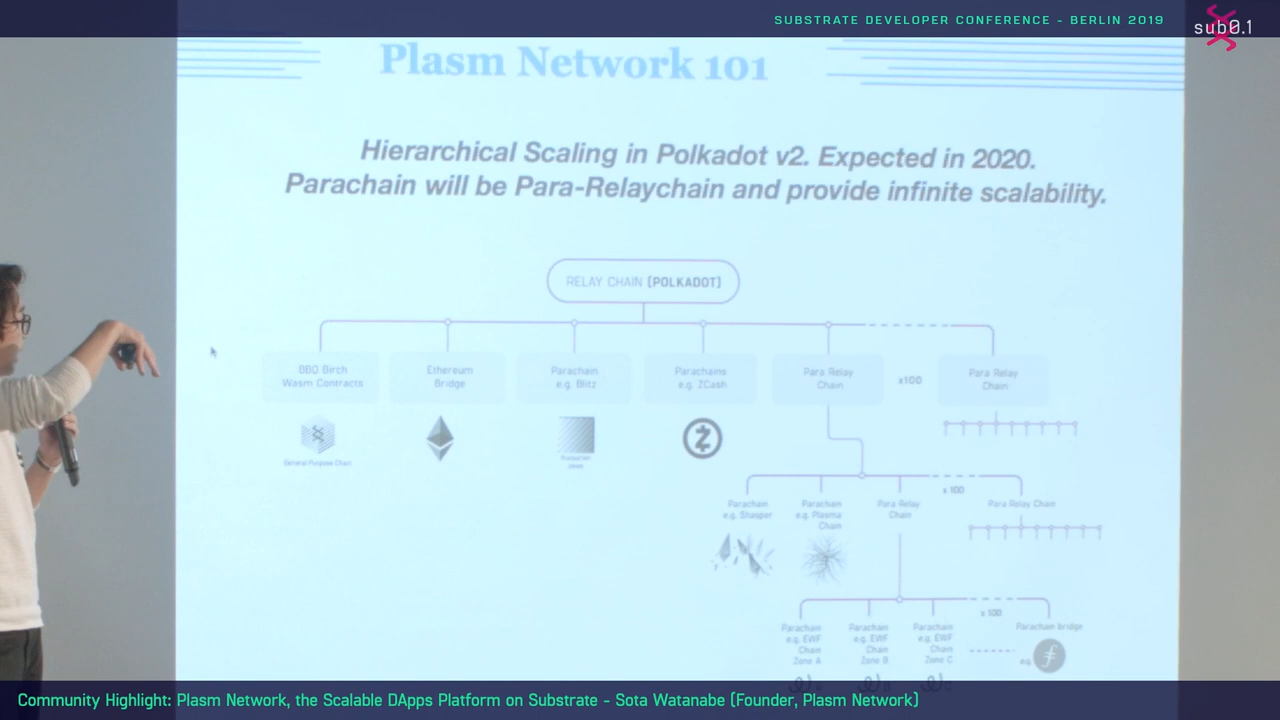 SUBSTRATE DEVELOPER CONFERENCE - BERLIN 2019
sub0.1
Plasm Network 101
Hierarchical Scaling in Polkadot v2. Expected in 2020.
Parachain will be Para-Relaychain and provide infinite scalability.
RELAY CHAIN (POLKADOT)
BBQ Birch
Wasm Contracts
Ethereum
Bridge
Parachain
e.g. Blitz
Parachains
e.g. ZCash
Para Relay
Chain
x100
Para Relay
Chain
General Purpose Chain
Parachain
e.g. Shasper
Parachain
e.g. Plasma
Chain
Para Relay
Chain
x 100
Para Relay Chain
Parachain
e.g. EWF
Chain
Zone A
Parachain
e.g. EWF
Chain
Zone B
Parachain
e.g. EWF
Chain
Zone C
x 100
Parachain bridge
e.g.
Community Highlight: Plasm Network, the Scalable DApps Platform on Substrate - Sota Watanabe (Founder, Plasm Network)